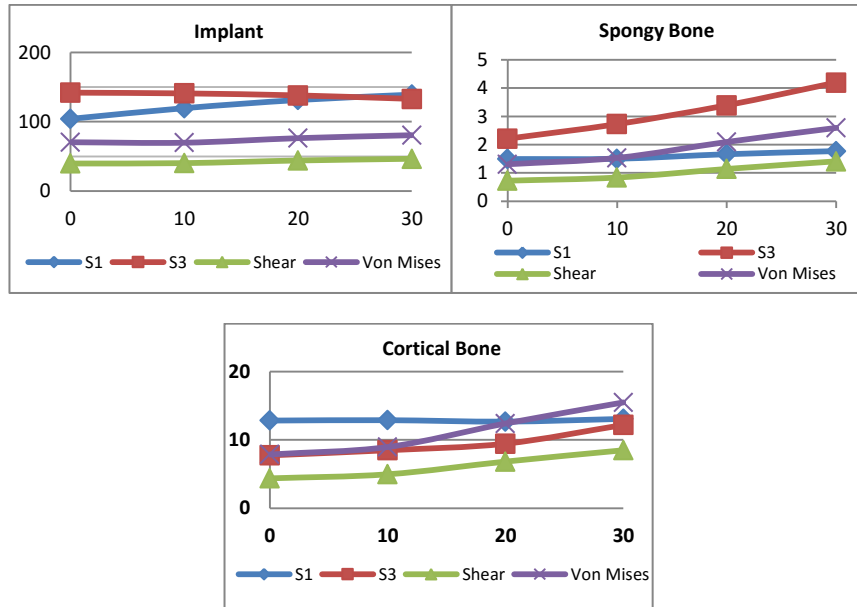 Implant
200
100
0
0 10 20 30
S1 S3 Shear Von Mises
Spongy Bone
5
4
3
2
1
0
0 10 20 30
S1 S3
Shear Von Mises
Cortical Bone
20
10
0
0 10 20 30
S1 S3 Shear Von Mises